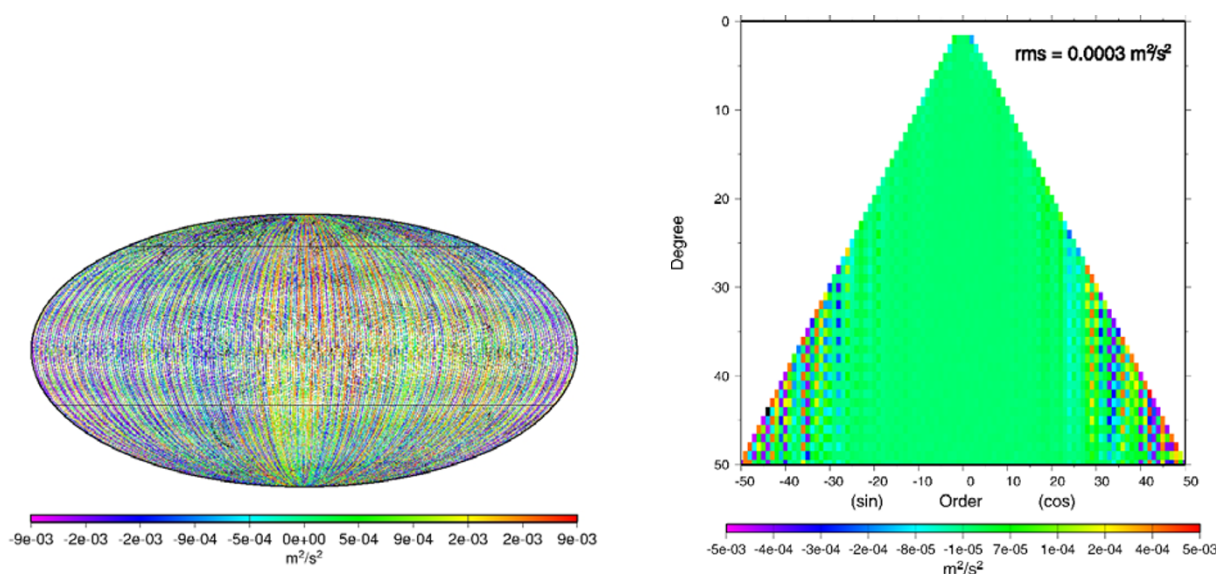 -9e-03 -2e-03 -2e-03 -9e-04 -5e-04 0e+00 5e-04 9e-04 2e-03 2e-03 9e-03
m²/s²
rms = 0.0003 m²/s²
Degree
0
10
20
30
40
50
-50 -40 -30 -20 -10 0 10 20 30 40 50
(sin) Order (cos)
-5e-03 -4e-04 -3e-04 -2e-04 -8e-05 -1e-05 7e-05 1e-04 2e-04 4e-04 5e-03
m²/s²